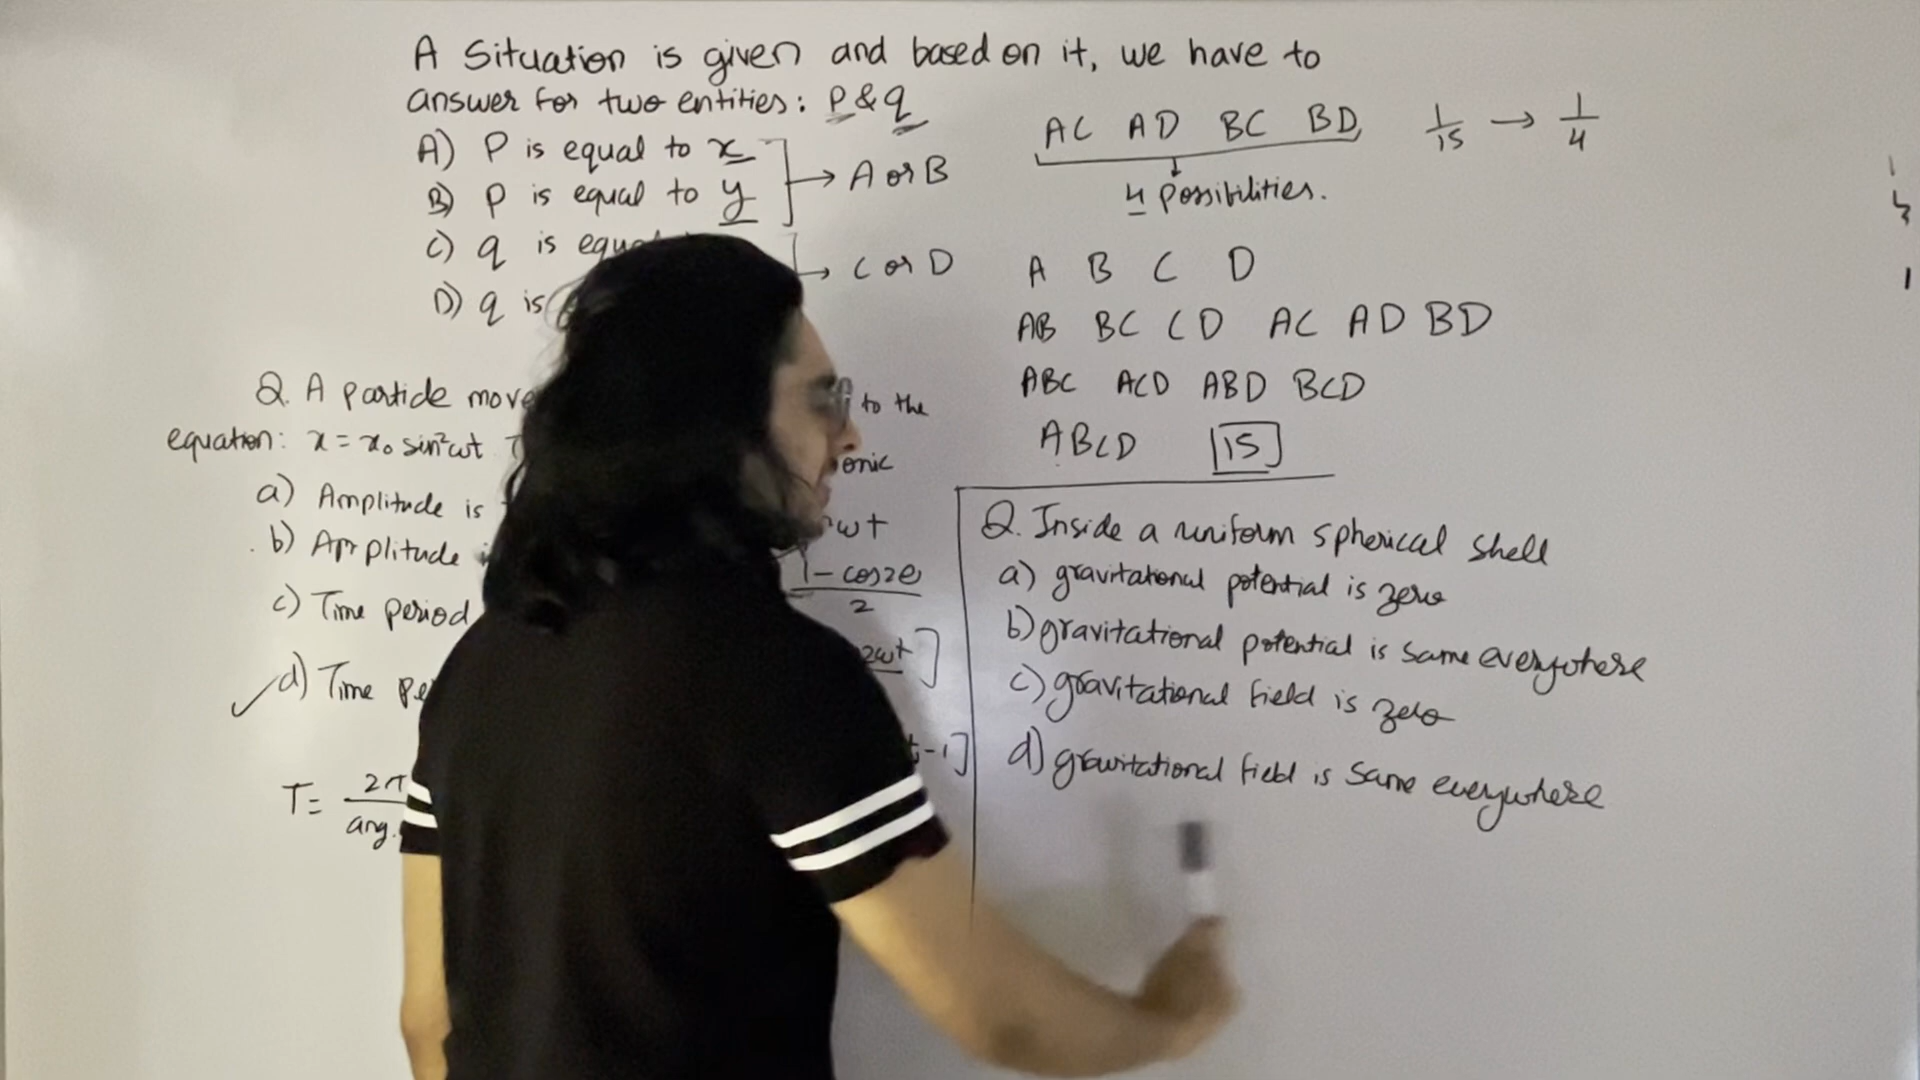 A Situation is given and based on it, we have to
answer for two entities: P & q
A) P is equal to x
B) P is equal to y
→ A or B
C) q is
D) q is
→ C or D
AC AD BC BD
4 possibilities.
1/15 → 1/4
A B C D
AB BC CD AC AD BD
ABC ACD ABD BCD
ABCD 15
Q. A particle to the
equation: x = x₀ sin²ωt
onic
a) Amplitude is
b) Amplitude
c) Time period
d) Time
ωt
1 - cos2θ
2
2ωt ]
-1]
T = 2π
ang.
Q. Inside a uniform spherical shell
a) gravitational potential is zero
b) gravitational potential is same everywhere
c) gravitational field is zero
d) gravitational field is same everywhere